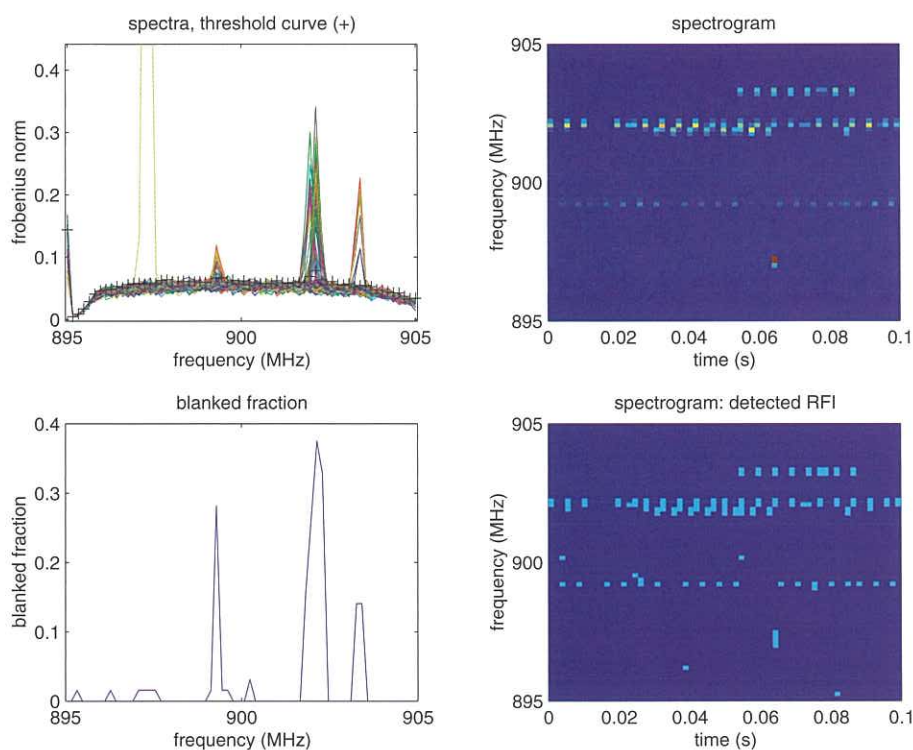 spectra, threshold curve (+)
0.4
0.3
0.2
0.1
0
895
900
905
frobenius norm
frequency (MHz)
spectrogram
905
900
895
0
0.02
0.04
0.06
0.08
0.1
frequency (MHz)
time (s)
blanked fraction
0.4
0.3
0.2
0.1
0
895
900
905
blanked fraction
frequency (MHz)
spectrogram: detected RFI
905
900
895
0
0.02
0.04
0.06
0.08
0.1
frequency (MHz)
time (s)